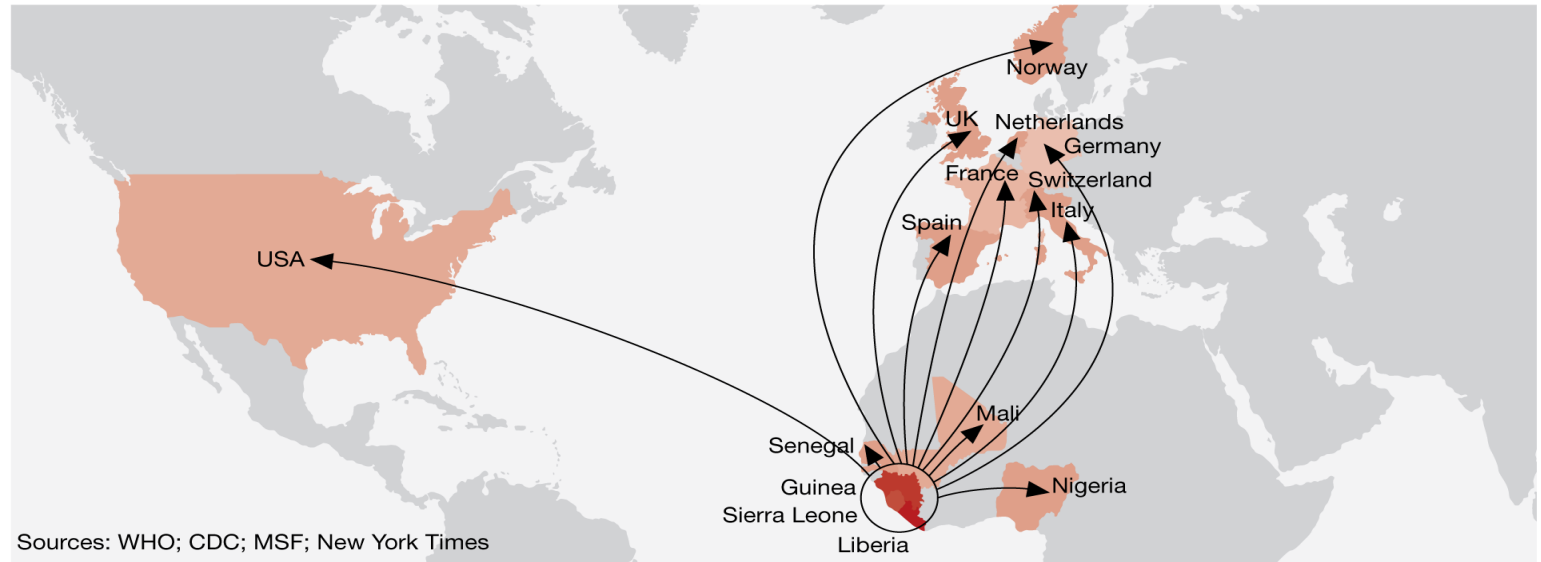 Norway
UK
Netherlands
Germany
France
Switzerland
Italy
Spain
USA
Mali
Senegal
Guinea
Nigeria
Sierra Leone
Liberia
Sources: WHO; CDC; MSF; New York Times